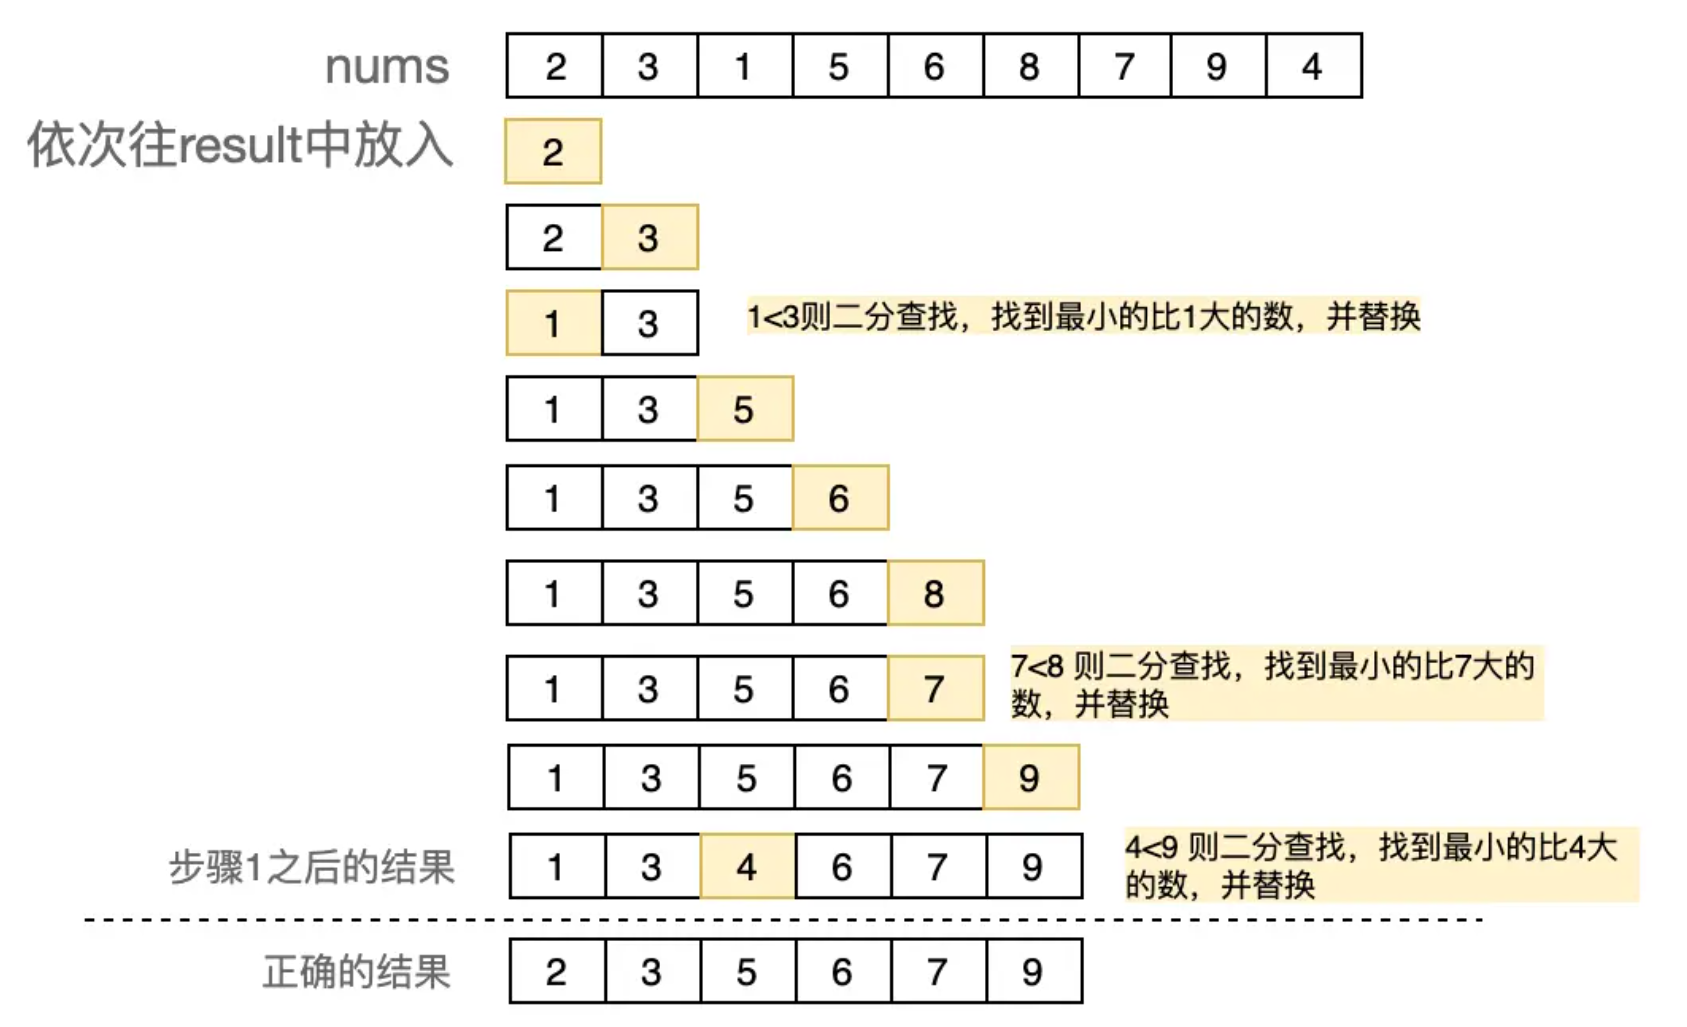 nums 2 3 1 5 6 8 7 9 4
依次往result中放入 2
2 3
1 3 1<3则二分查找，找到最小的比1大的数，并替换
1 3 5
1 3 5 6
1 3 5 6 8
1 3 5 6 7 7<8 则二分查找，找到最小的比7大的
数，并替换
1 3 5 6 7 9
步骤1之后的结果 1 3 4 6 7 9 4<9 则二分查找，找到最小的比4大
的数，并替换
正确的结果 2 3 5 6 7 9